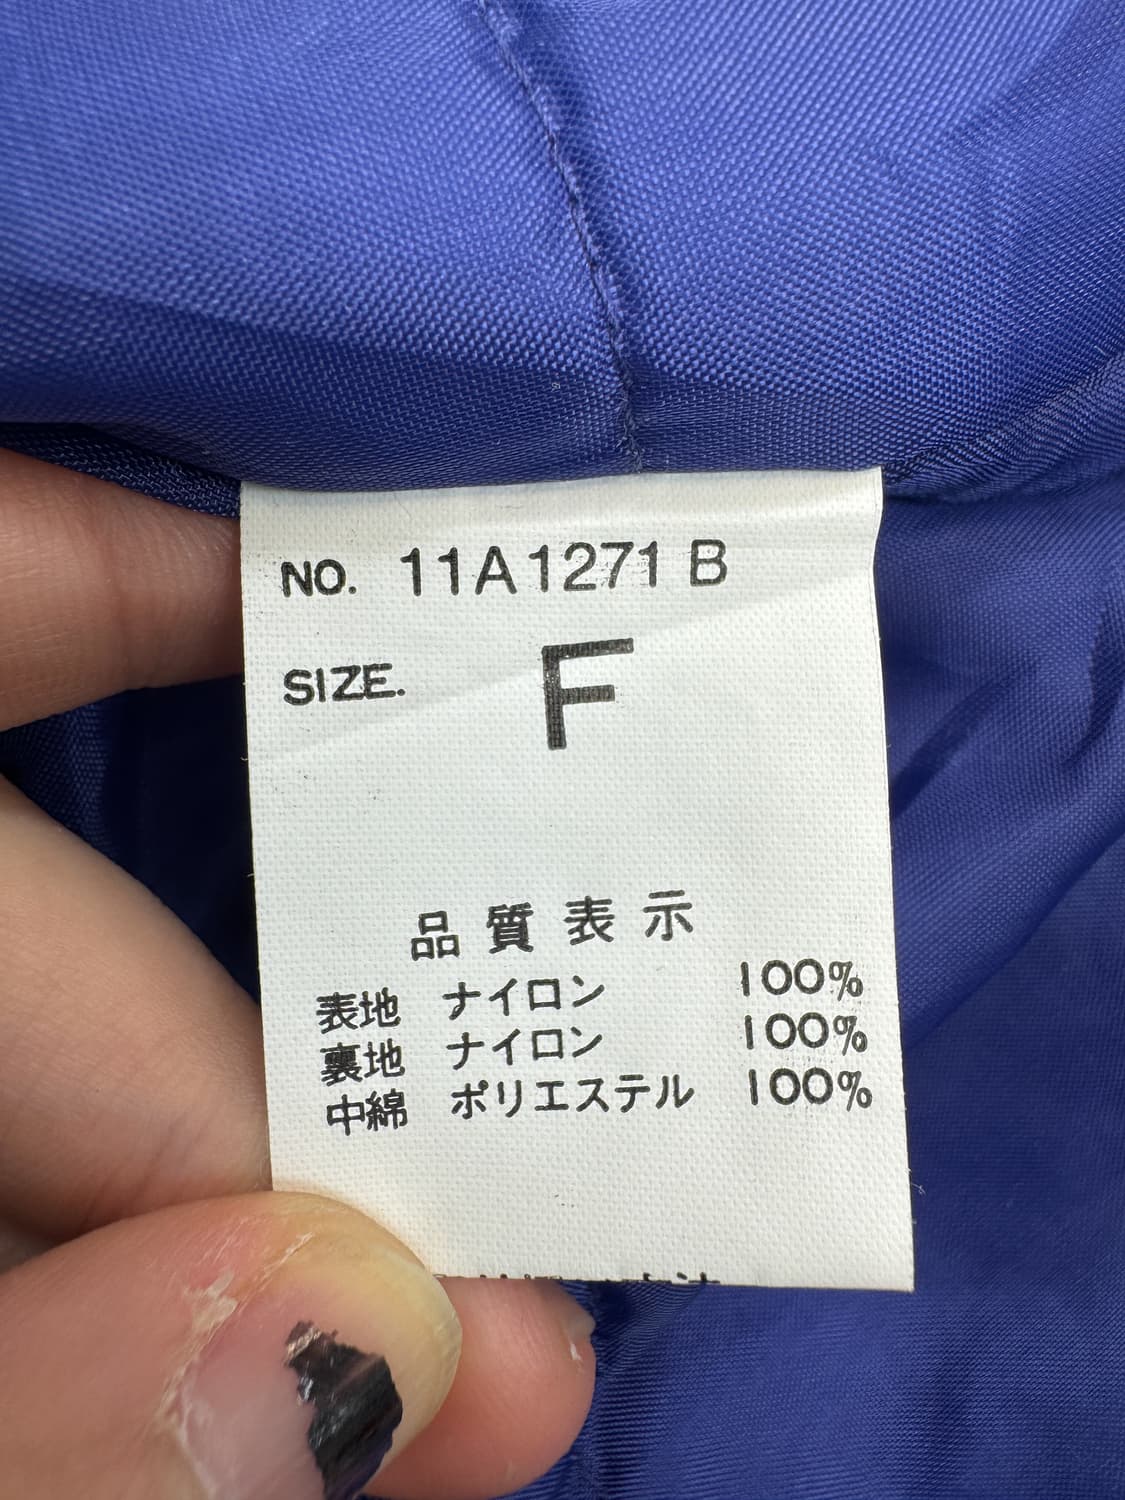 NO. 11A1271 B
SIZE. F
品質表示
表地 ナイロン 100%
裏地 ナイロン 100%
中綿 ポリエステル 100%